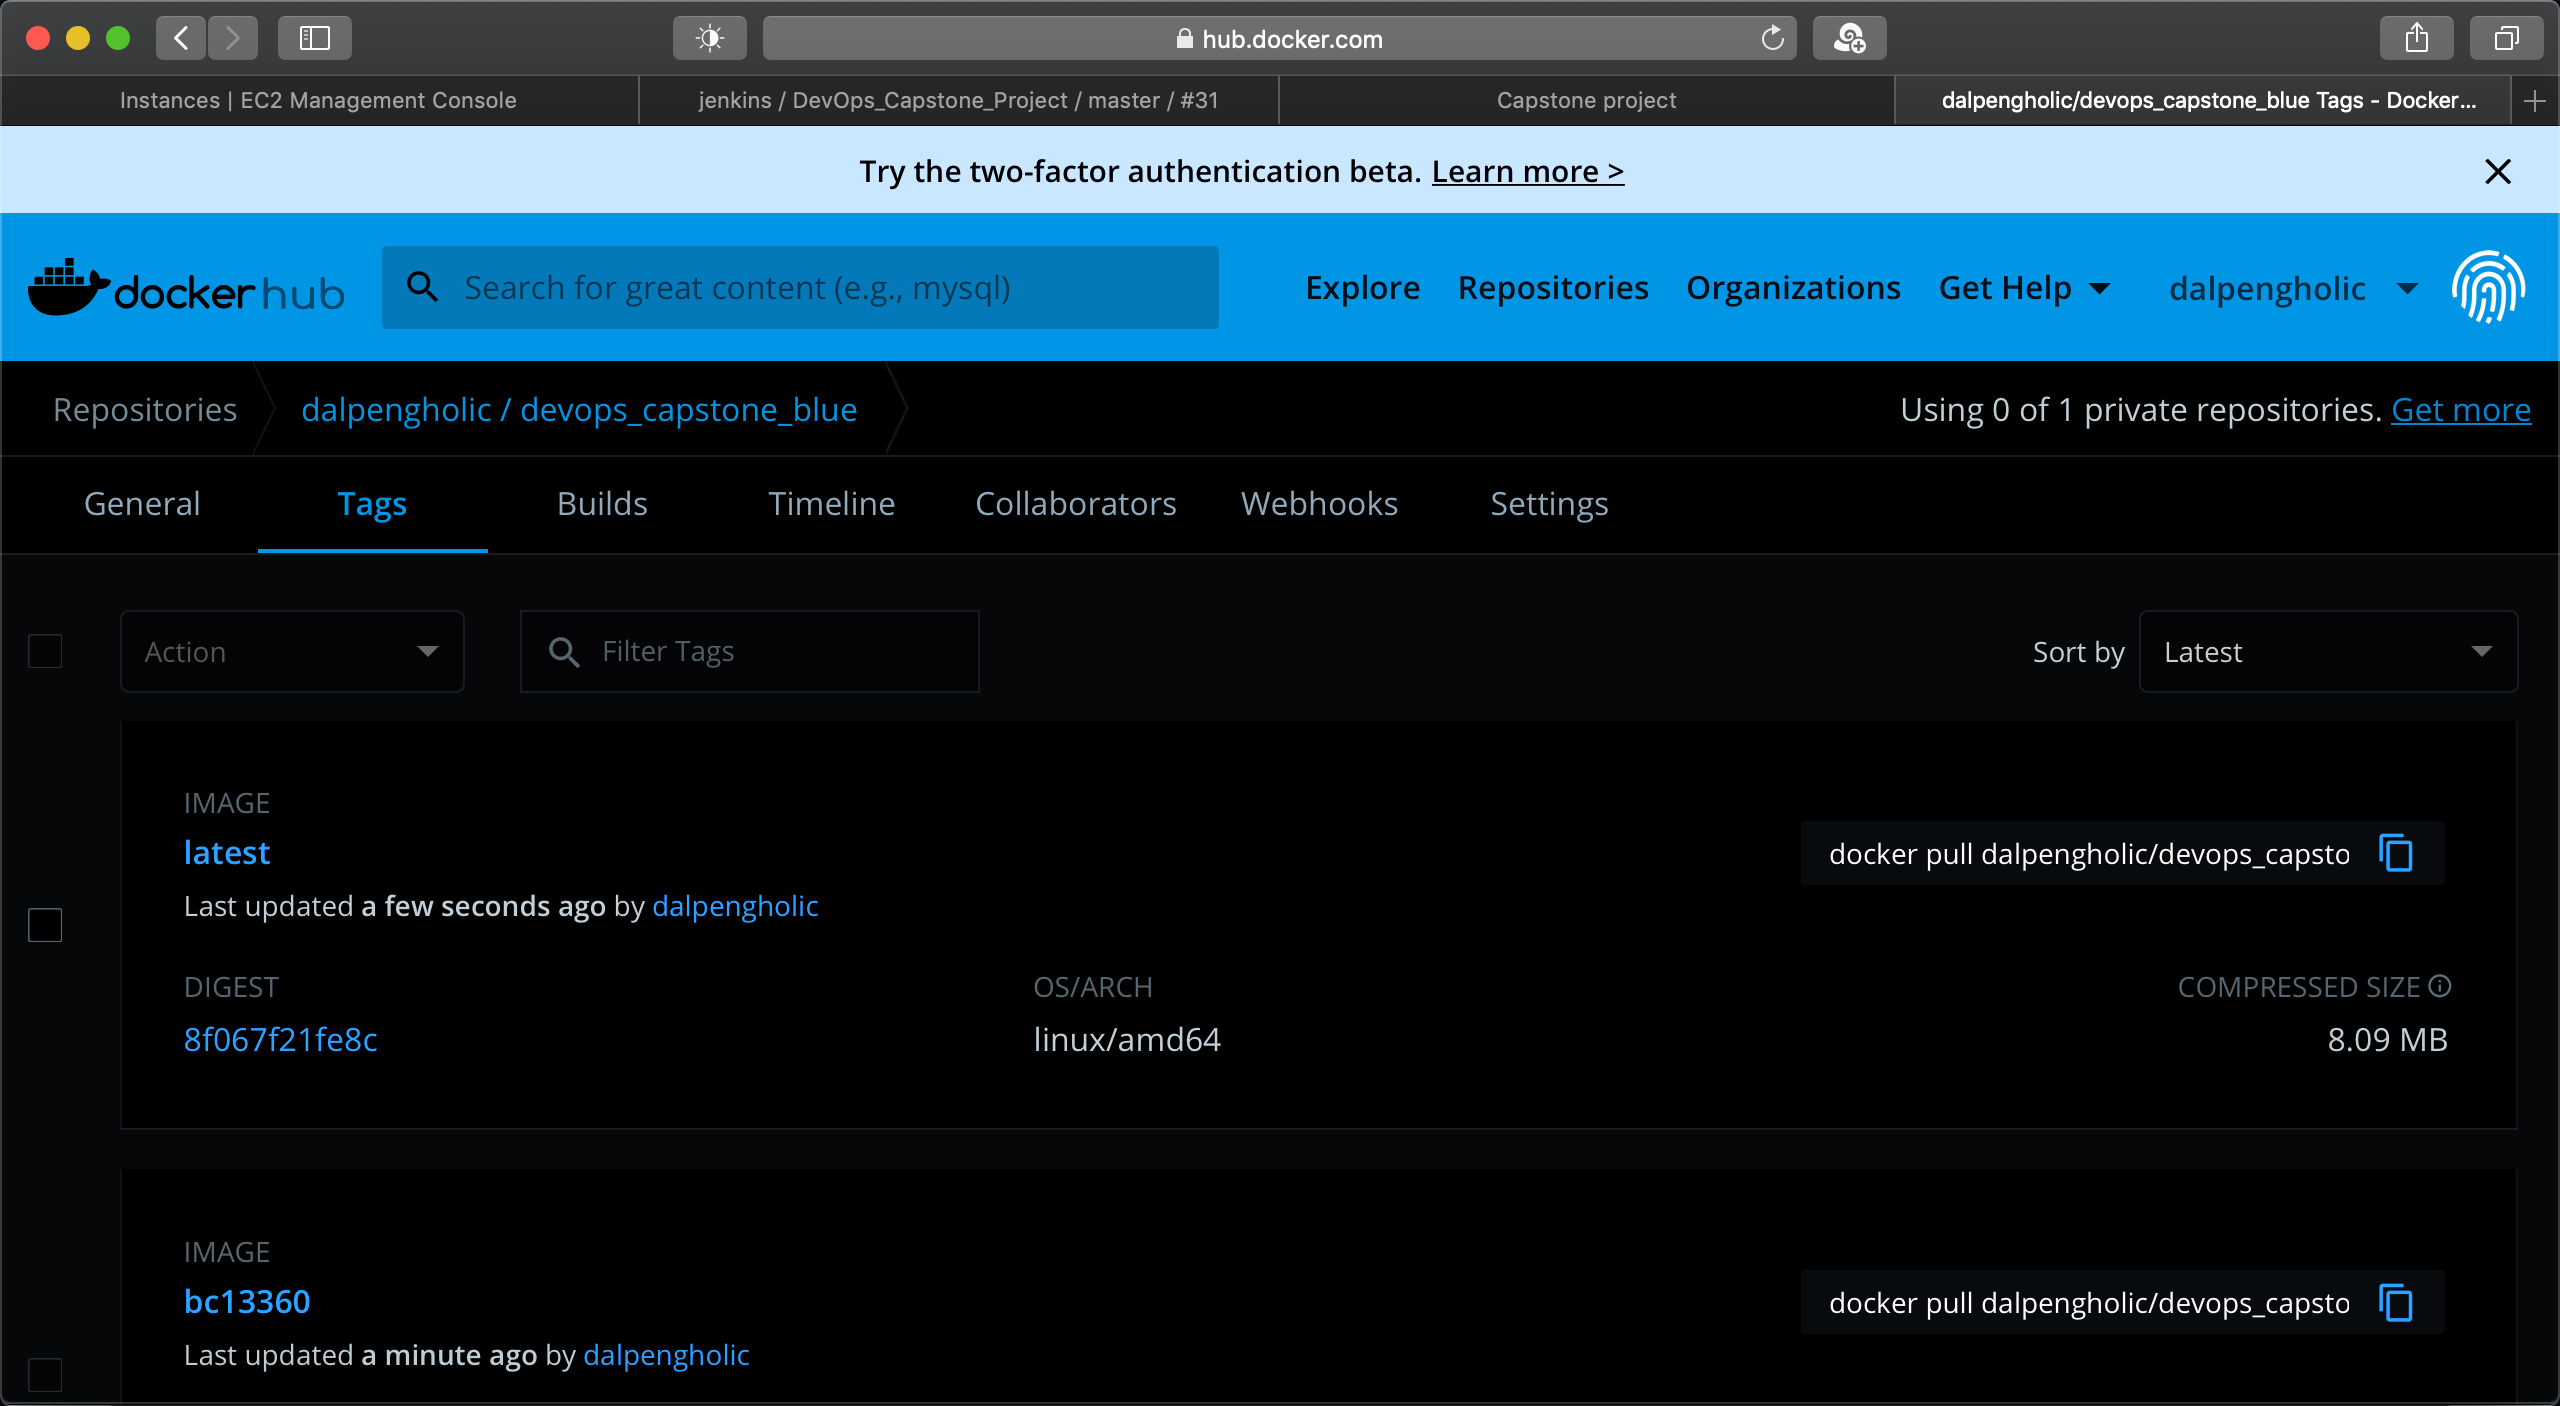 hub.docker.com
Instances | EC2 Management Console
jenkins / DevOps_Capstone_Project / master / #31
Capstone project
dalpengholic/devops_capstone_blue Tags - Docker...
Try the two-factor authentication beta. Learn more >
docker hub
Search for great content (e.g., mysql)
Explore
Repositories
Organizations
Get Help
dalpengholic
Repositories
dalpengholic / devops_capstone_blue
Using 0 of 1 private repositories. Get more
General
Tags
Builds
Timeline
Collaborators
Webhooks
Settings
Action
Filter Tags
Sort by
Latest
IMAGE
latest
docker pull dalpengholic/devops_capsto
Last updated a few seconds ago by dalpengholic
DIGEST
OS/ARCH
COMPRESSED SIZE
8f067f21fe8c
linux/amd64
8.09 MB
IMAGE
bc13360
docker pull dalpengholic/devops_capsto
Last updated a minute ago by dalpengholic